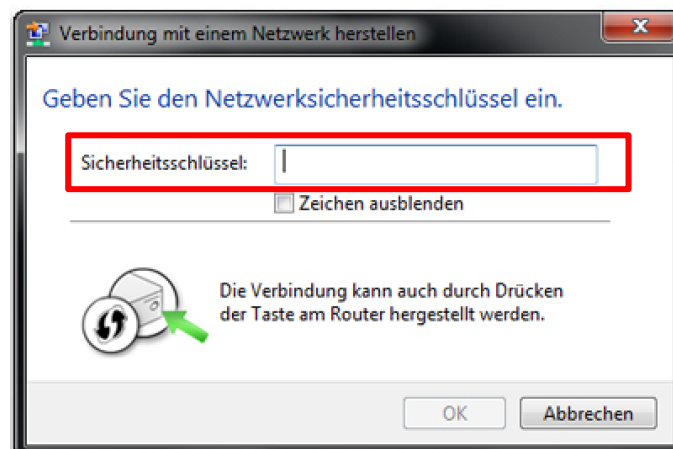 Verbindung mit einem Netzwerk herstellen
Geben Sie den Netzwerksicherheitsschlüssel ein.
Sicherheitsschlüssel:
Zeichen ausblenden
Die Verbindung kann auch durch Drücken
der Taste am Router hergestellt werden.
OK Abbrechen